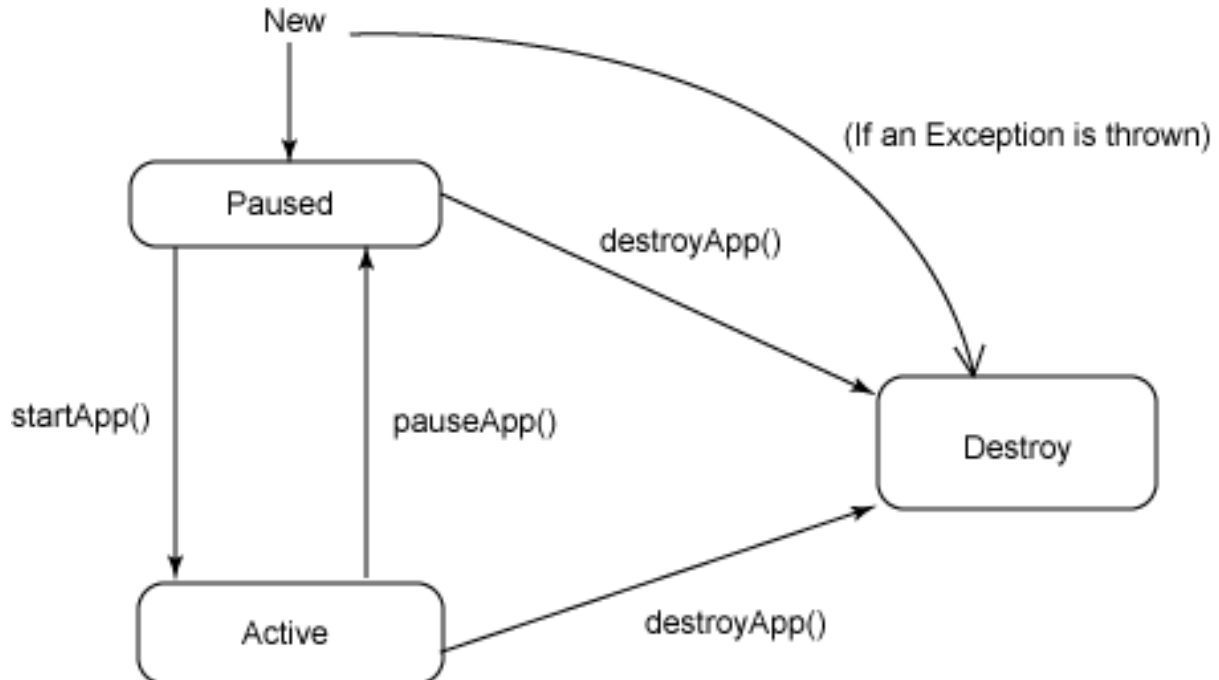 New
(If an Exception is thrown)
Paused
destroyApp()
startApp()
pauseApp()
Destroy
Active
destroyApp()